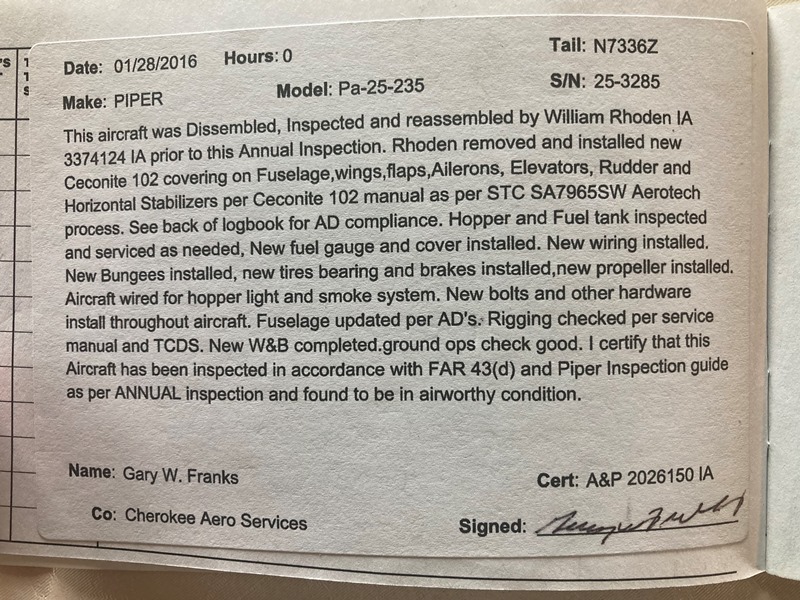 Date: 01/28/2016 Hours: 0 Tail: N7336Z
Make: PIPER Model: Pa-25-235 S/N: 25-3285
This aircraft was Dissembled, Inspected and reassembled by William Rhoden IA
3374124 IA prior to this Annual Inspection. Rhoden removed and installed new
Ceconite 102 covering on Fuselage,wings,flaps,Ailerons, Elevators, Rudder and
Horizontal Stabilizers per Ceconite 102 manual as per STC SA7965SW Aerotech
process. See back of logbook for AD compliance. Hopper and Fuel tank inspected
and serviced as needed, New fuel gauge and cover installed. New wiring installed.
New Bungees installed, new tires bearing and brakes installed,new propeller installed.
Aircraft wired for hopper light and smoke system. New bolts and other hardware
install throughout aircraft. Fuselage updated per AD's. Rigging checked per service
manual and TCDS. New W&B completed.ground ops check good. I certify that this
Aircraft has been inspected in accordance with FAR 43(d) and Piper Inspection guide
as per ANNUAL inspection and found to be in airworthy condition.
Name: Gary W. Franks Cert: A&P 2026150 IA
Co: Cherokee Aero Services Signed: